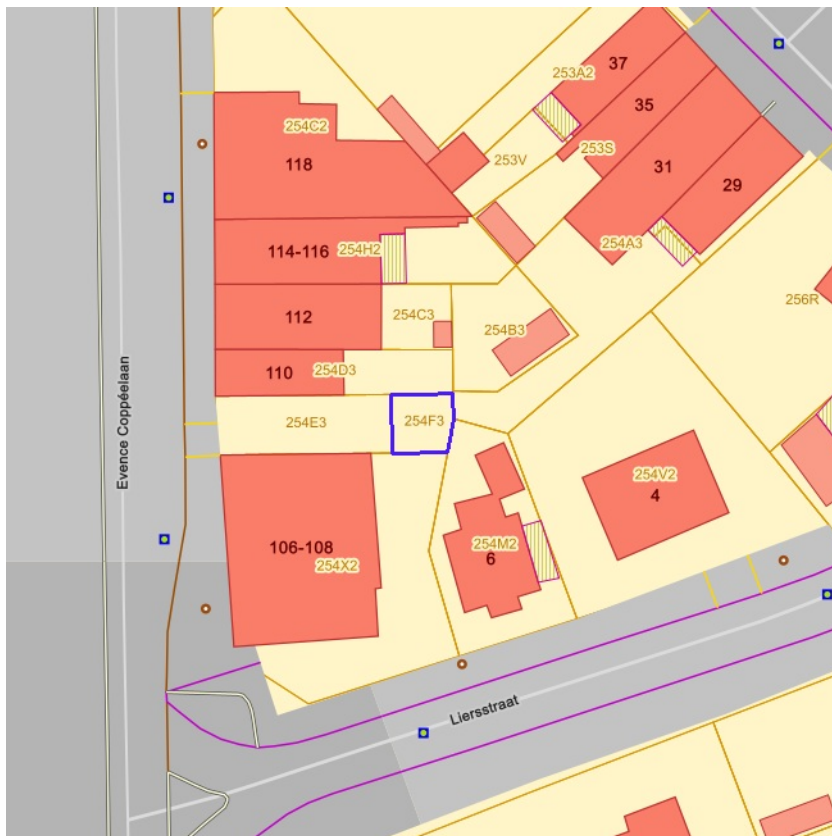 37
253A2
35
254C2
253S
118
253V
31
29
114-116
254H2
254A3
256R
112
254C3
254B3
110
254D3
254E3
254F3
Evence Coppéelaan
254V2
4
106-108
254X2
254M2
6
Liersstraat